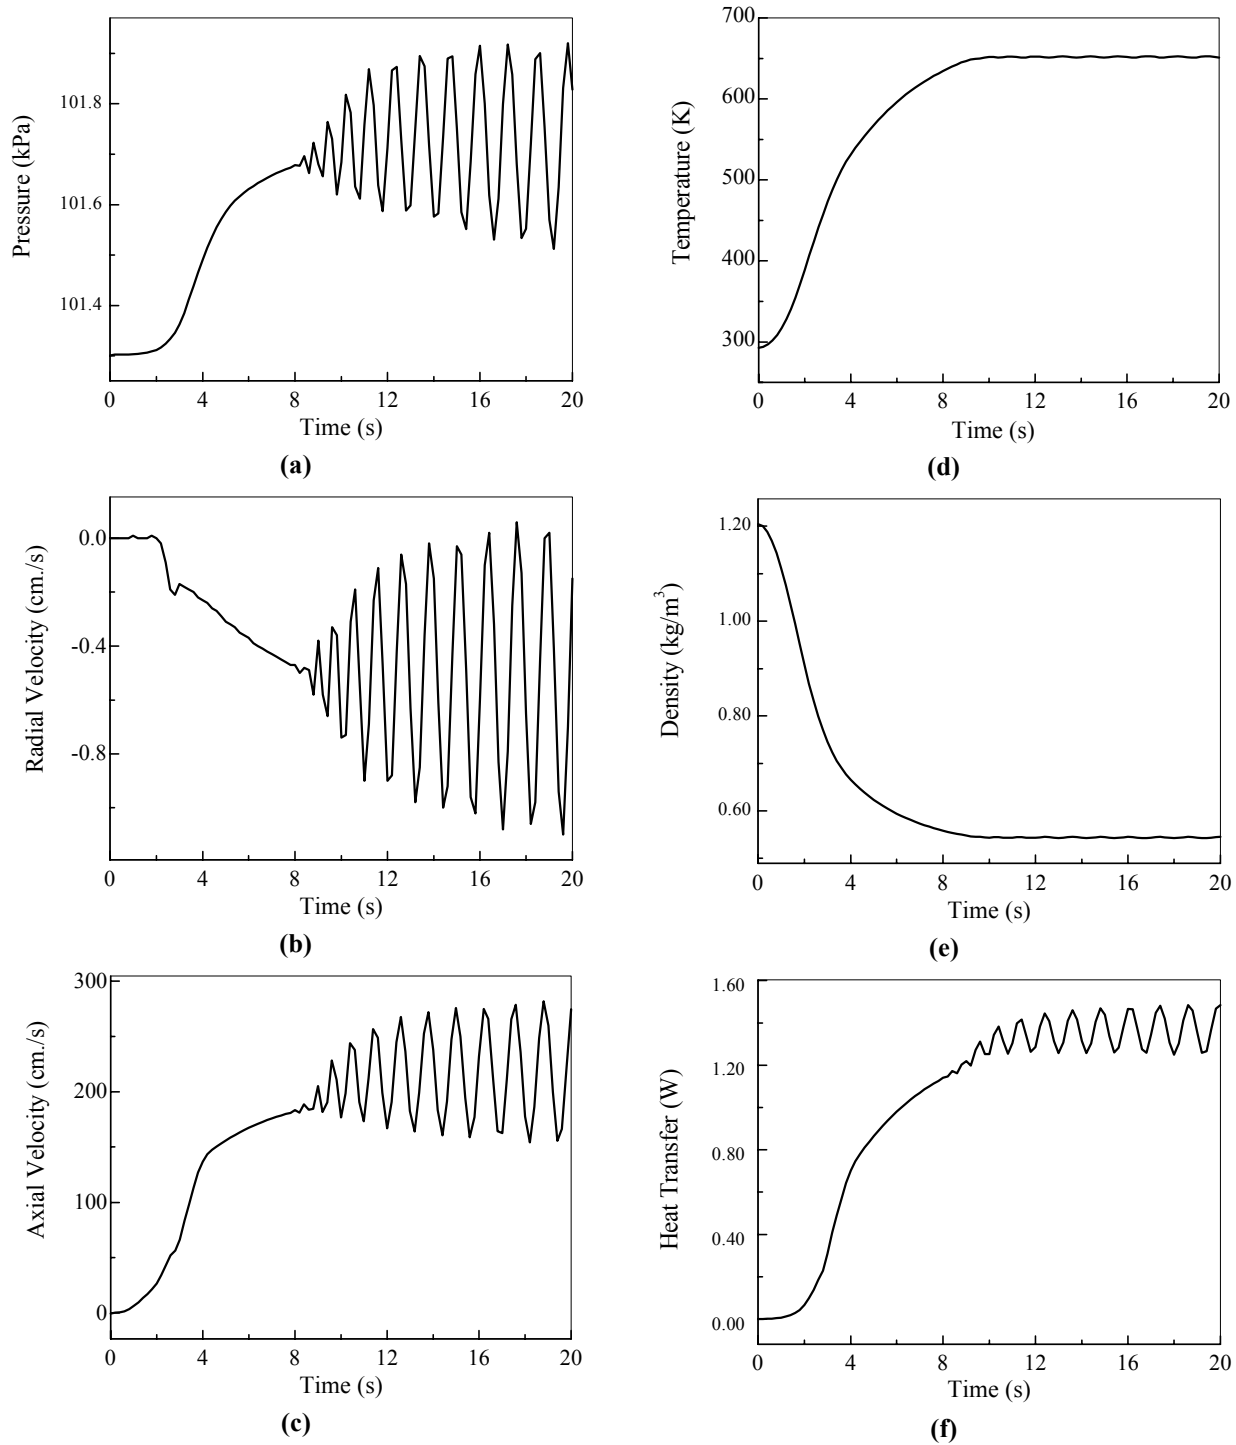 101.8
101.6
101.4
Pressure (kPa)
0 4 8 12 16 20
Time (s)
(a)
700
650
600
500
400
300
Temperature (K)
0 4 8 12 16 20
Time (s)
(d)
0.0
-0.4
-0.8
Radial Velocity (cm./s)
0 4 8 12 16 20
Time (s)
(b)
1.20
1.00
0.80
0.60
Density (kg/m³)
0 4 8 12 16 20
Time (s)
(e)
300
200
100
0
Axial Velocity (cm./s)
0 4 8 12 16 20
Time (s)
(c)
1.60
1.20
0.80
0.40
0.00
Heat Transfer (W)
0 4 8 12 16 20
Time (s)
(f)